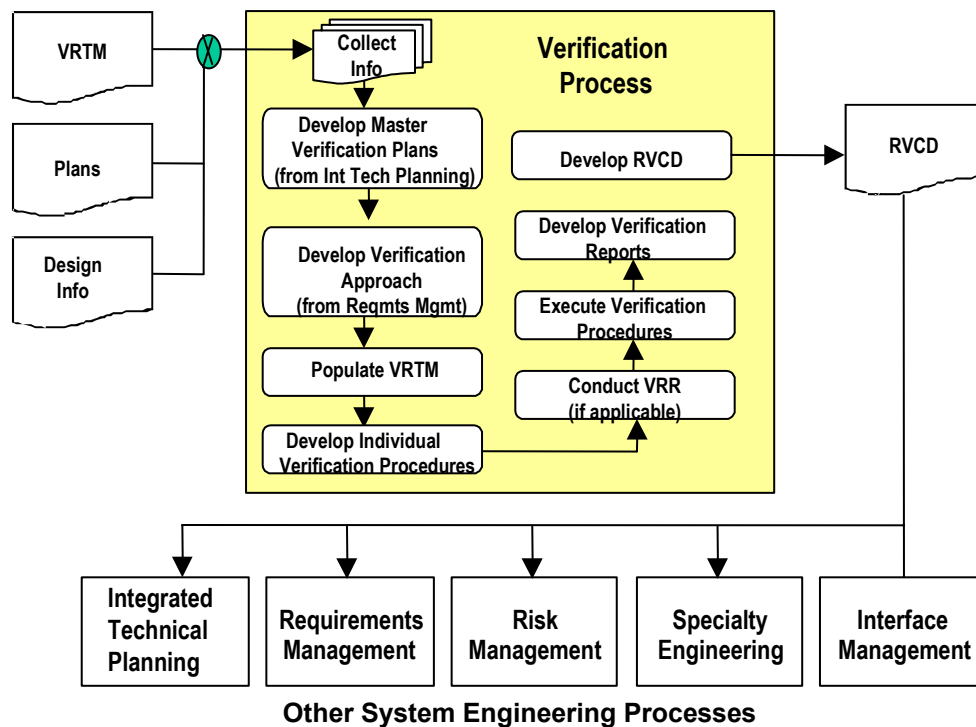 VRTM
Plans
Design
Info
Collect
Info
Verification
Process
Develop Master
Verification Plans
(from Int Tech Planning)
Develop Verification
Approach
(from Reqmts Mgmt)
Populate VRTM
Develop Individual
Verification Procedures
Develop RVCD
Develop Verification
Reports
Execute Verification
Procedures
Conduct VRR
(if applicable)
RVCD
Integrated
Technical
Planning
Requirements
Management
Risk
Management
Specialty
Engineering
Interface
Management
Other System Engineering Processes